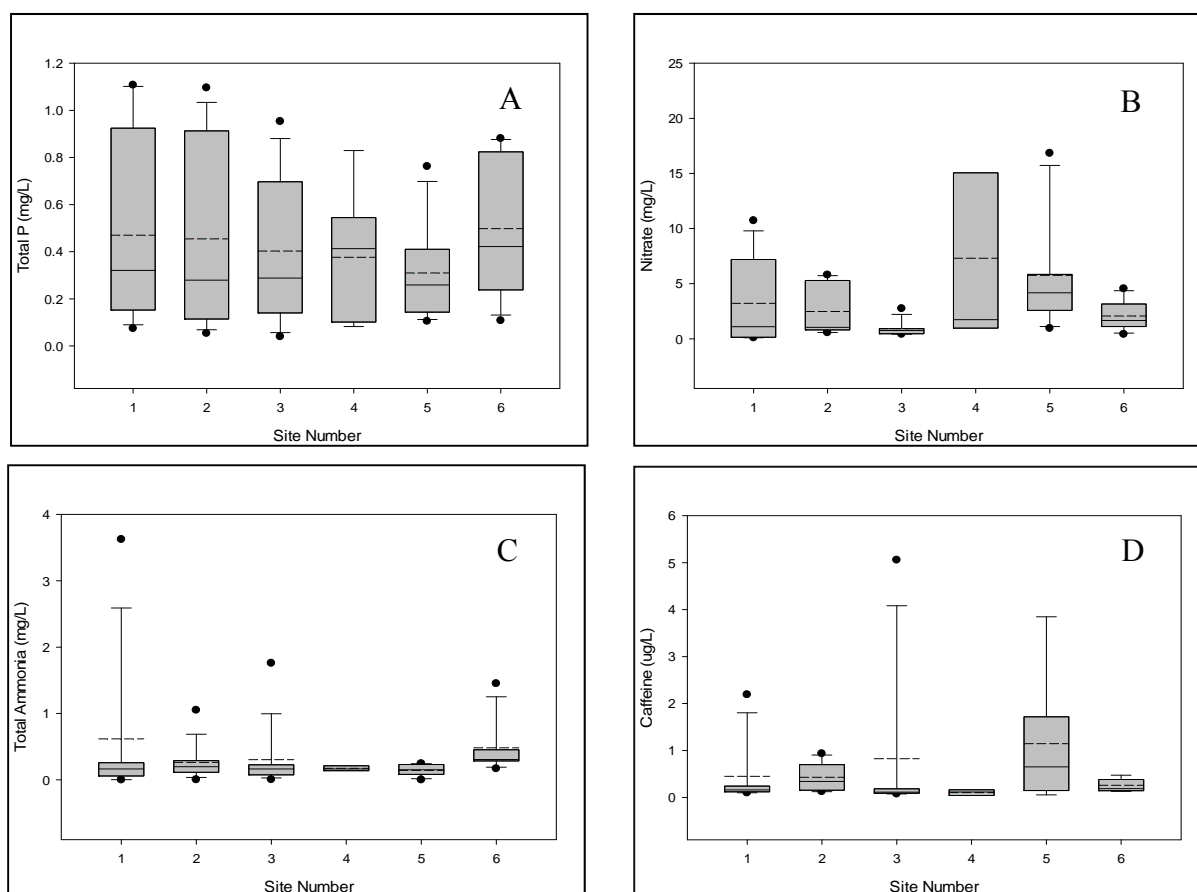 A
Total P (mg/L)
1.2
1.0
0.8
0.6
0.4
0.2
0.0
1 2 3 4 5 6
Site Number
B
Nitrate (mg/L)
25
20
15
10
5
0
1 2 3 4 5 6
Site Number
C
Total Ammonia (mg/L)
4
3
2
1
0
1 2 3 4 5 6
Site Number
D
Caffeine (ug/L)
6
5
4
3
2
1
0
1 2 3 4 5 6
Site Number